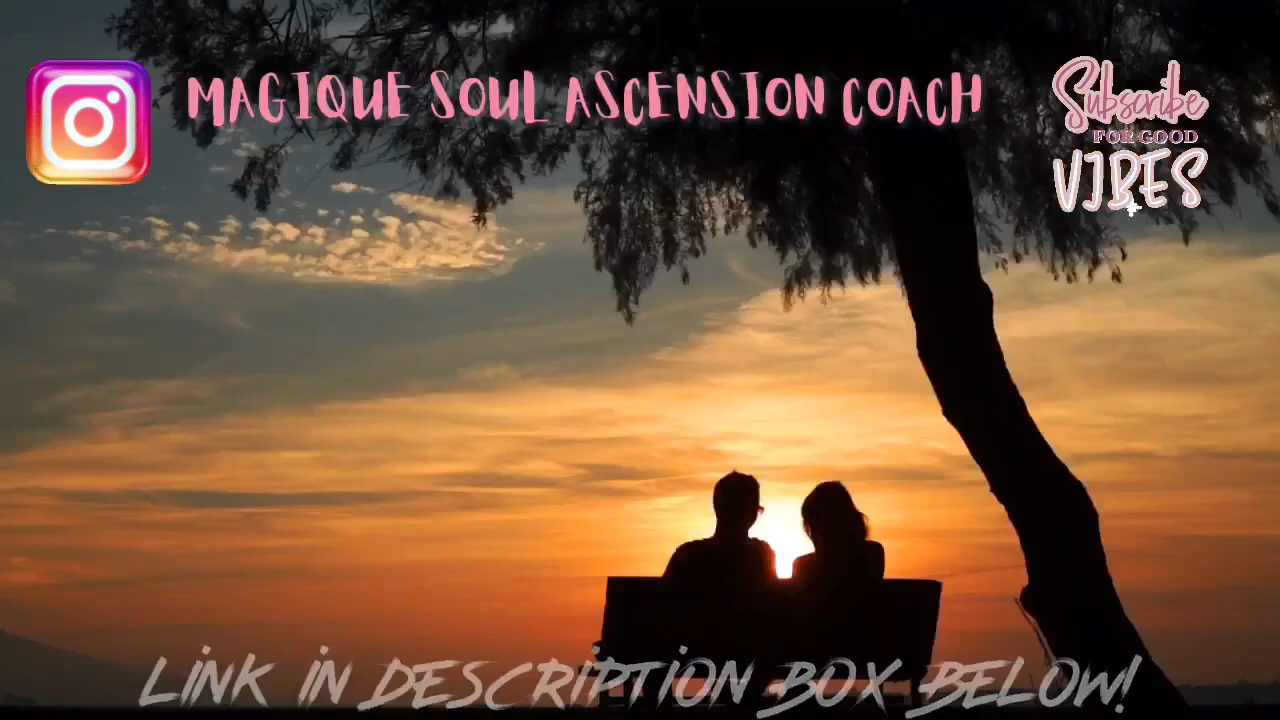 MAGIQUE SOUL ASCENSION COACH
Subscribe
FOR GOOD
VIBES
LINK IN DESCRIPTION BOX BELOW!